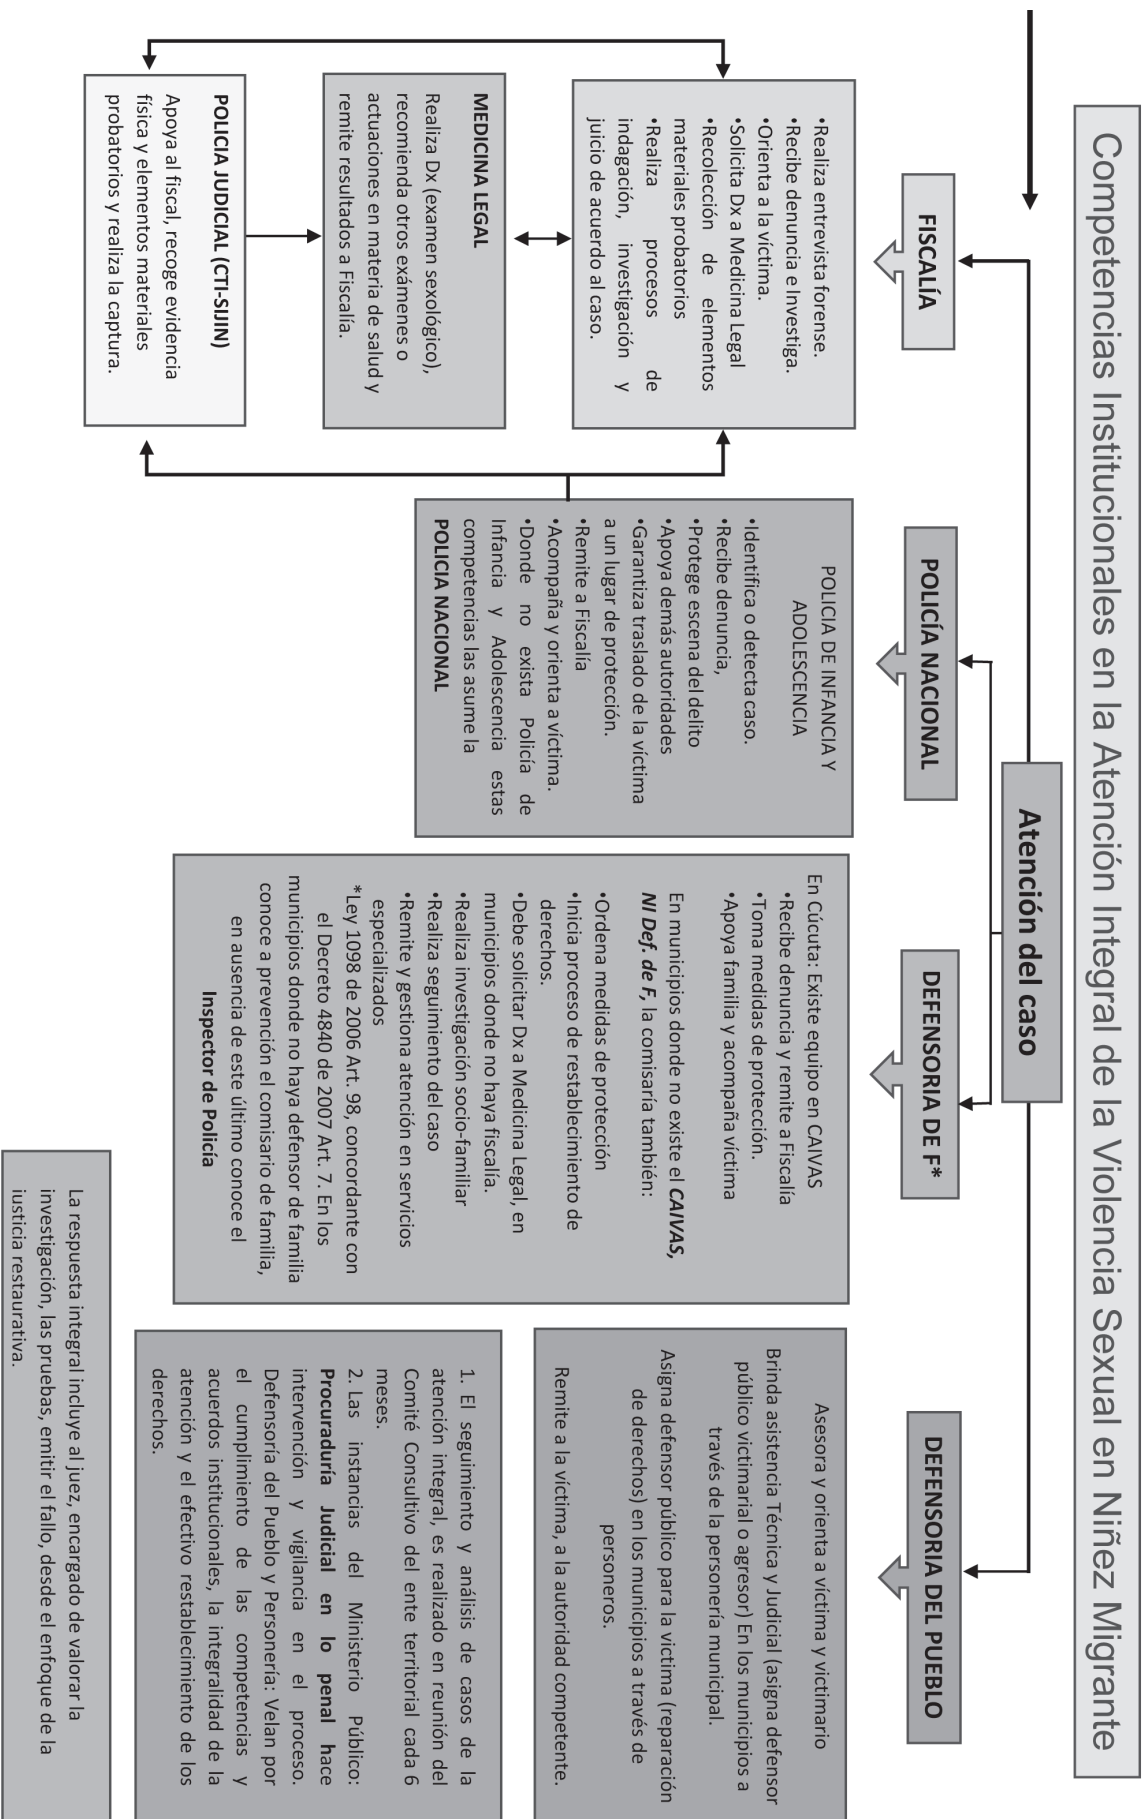 Competencias Institucionales en la Atención Integral de la Violencia Sexual en Niñez Migrante
Atención del caso
FISCALÍA
•Realiza entrevista forense.
•Recibe denuncia e Investiga.
•Orienta a la víctima.
•Solicita Dx a Medicina Legal
•Recolección de elementos
materiales probatorios
•Realiza procesos de
indagación, investigación y
juicio de acuerdo al caso.
MEDICINA LEGAL
Realiza Dx (examen sexológico),
recomienda otros exámenes o
actuaciones en materia de salud y
remite resultados a Fiscalía.
POLICIA JUDICIAL (CTI-SIJIN)
Apoya al fiscal, recoge evidencia
física y elementos materiales
probatorios y realiza la captura.
POLICÍA NACIONAL
POLICIA DE INFANCIA Y
ADOLESCENCIA
•Identifica o detecta caso.
•Recibe denuncia,
•Protege escena del delito
•Apoya demás autoridades
•Garantiza traslado de la víctima
a un lugar de protección.
•Remite a Fiscalía
•Acompaña y orienta a víctima.
•Donde no exista Policía de
Infancia y Adolescencia estas
competencias las asume la
POLICIA NACIONAL
DEFENSORIA DE F*
En Cúcuta: Existe equipo en CAIVAS
•Recibe denuncia y remite a Fiscalía
•Toma medidas de protección.
•Apoya familia y acompaña víctima
En municipios donde no existe el CAIVAS,
NI Def. de F, la comisaría también:
•Ordena medidas de protección
•Inicia proceso de restablecimiento de
derechos.
•Debe solicitar Dx a Medicina Legal, en
municipios donde no haya fiscalía.
•Realiza investigación socio-familiar
•Realiza seguimiento del caso
•Remite y gestiona atención en servicios
especializados
*Ley 1098 de 2006 Art. 98, concordante con
el Decreto 4840 de 2007 Art. 7. En los
municipios donde no haya defensor de familia
conoce a prevención el comisario de familia,
en ausencia de este último conoce el
Inspector de Policía
DEFENSORIA DEL PUEBLO
Asesora y orienta a víctima y victimario
Brinda asistencia Técnica y Judicial (asigna defensor
público victimarial o agresor) En los municipios a
través de la personería municipal.
Asigna defensor público para la victima (reparación
de derechos) en los municipios a través de
personeros.
Remite a la víctima, a la autoridad competente.
1. El seguimiento y análisis de casos de la
atención integral, es realizado en reunión del
Comité Consultivo del ente territorial cada 6
meses.
2. Las instancias del Ministerio Público:
Procuraduría Judicial en lo penal hace
intervención y vigilancia en el proceso.
Defensoría del Pueblo y Personería: Velan por
el cumplimiento de las competencias y
acuerdos institucionales, la integralidad de la
atención y el efectivo restablecimiento de los
derechos.
La respuesta integral incluye al juez, encargado de valorar la
investigación, las pruebas, emitir el fallo, desde el enfoque de la
justicia restaurativa.